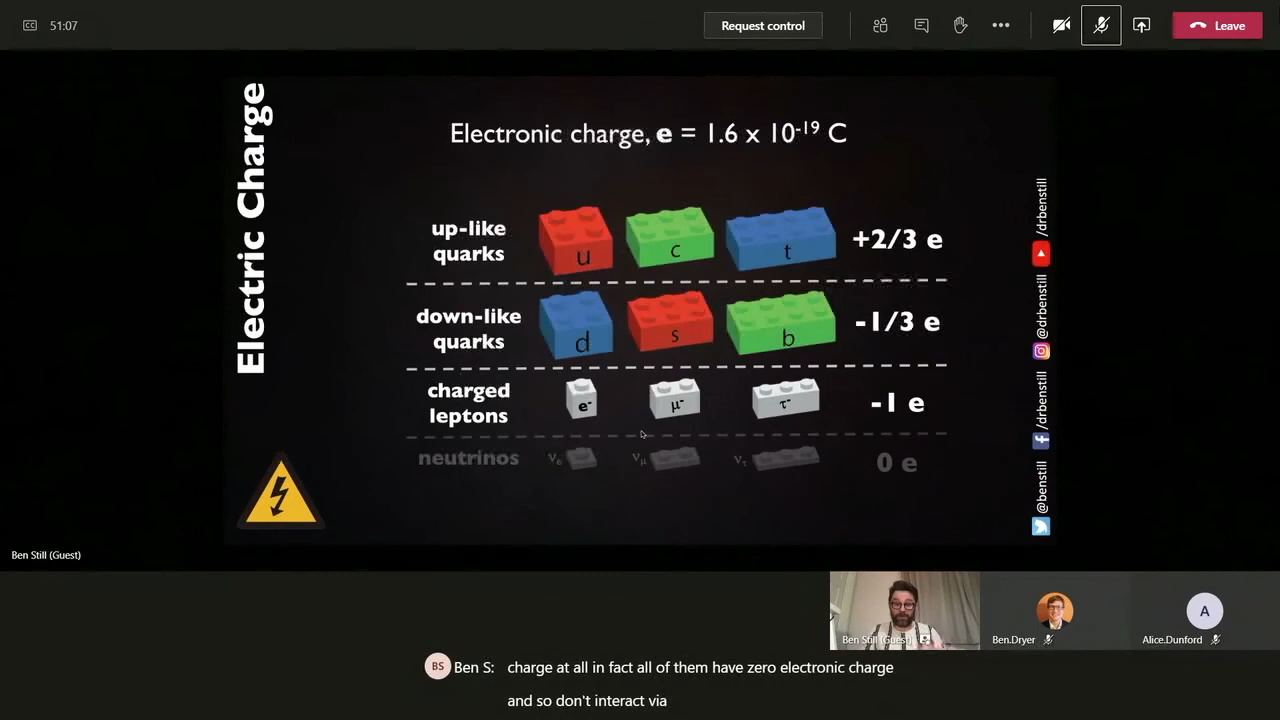 51:07
Request control
Leave
Electric Charge
Electronic charge, e = 1.6 x 10⁻¹⁹ C
up-like
quarks
u
c
t
+2/3 e
down-like
quarks
d
s
b
-1/3 e
charged
leptons
e⁻
μ⁻
τ⁻
-1 e
neutrinos
νe
νμ
ντ
0 e
/drbenstill
@drbenstill
/drbenstill
@benstill
Ben Still (Guest)
Ben Still (Guest)
Ben.Dryer
A
Alice.Dunford
BS
Ben S: charge at all in fact all of them have zero electronic charge
and so don't interact via